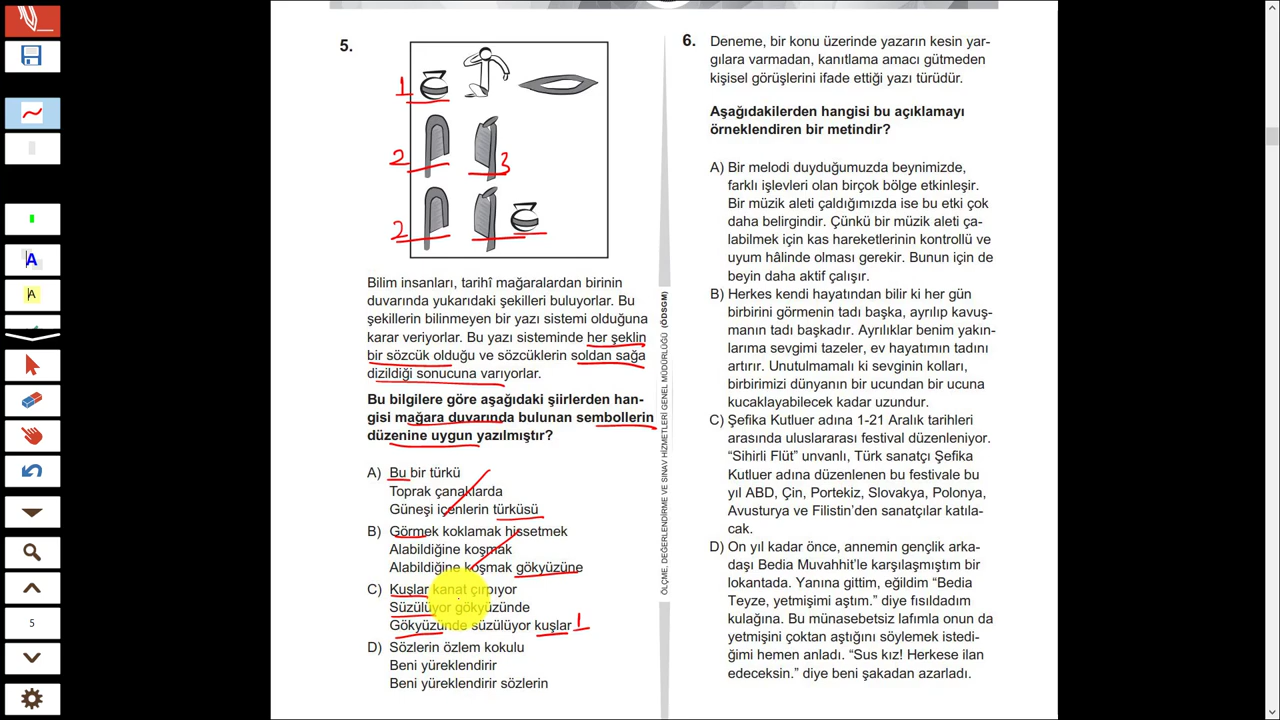 5.
1
2
3
2
Bilim insanları, tarihî mağaralardan birinin
duvarında yukarıdaki şekilleri buluyorlar. Bu
şekillerin bilinmeyen bir yazı sistemi olduğuna
karar veriyorlar. Bu yazı sisteminde her şeklin
bir sözcük olduğu ve sözcüklerin soldan sağa
dizildiği sonucuna varıyorlar.
Bu bilgilere göre aşağıdaki şiirlerden han-
gisi mağara duvarında bulunan sembollerin
düzenine uygun yazılmıştır?
A) Bu bir türkü
Toprak çanaklarda
Güneşi içenlerin türküsü
B) Görmek koklamak hissetmek
Alabildiğine koşmak
Alabildiğine koşmak gökyüzüne
C) Kuşlar kanat çırpıyor
Süzülüyor gökyüzünde
Gökyüzünde süzülüyor kuşlar 1
D) Sözlerin özlem kokulu
Beni yüreklendirir
Beni yüreklendirir sözlerin
ÖLÇME, DEĞERLENDİRME VE SINAV HİZMETLERİ GENEL MÜDÜRLÜĞÜ (ÖDSGM)
6. Deneme, bir konu üzerinde yazarın kesin yar-
gılara varmadan, kanıtlama amacı gütmeden
kişisel görüşlerini ifade ettiği yazı türüdür.
Aşağıdakilerden hangisi bu açıklamayı
örneklendiren bir metindir?
A) Bir melodi duyduğumuzda beynimizde,
farklı işlevleri olan birçok bölge etkinleşir.
Bir müzik aleti çaldığımızda ise bu etki çok
daha belirgindir. Çünkü bir müzik aleti ça-
labilmek için kas hareketlerinin kontrollü ve
uyum hâlinde olması gerekir. Bunun için de
beyin daha aktif çalışır.
B) Herkes kendi hayatından bilir ki her gün
birbirini görmenin tadı başka, ayrılıp kavuş-
manın tadı başkadır. Ayrılıklar benim yakın-
larıma sevgimi tazeler, ev hayatımın tadını
artırır. Unutulmamalı ki sevginin kolları,
birbirimizi dünyanın bir ucundan bir ucuna
kucaklayabilecek kadar uzundur.
C) Şefika Kutluer adına 1-21 Aralık tarihleri
arasında uluslararası festival düzenleniyor.
“Sihirli Flüt” unvanlı, Türk sanatçı Şefika
Kutluer adına düzenlenen bu festivale bu
yıl ABD, Çin, Portekiz, Slovakya, Polonya,
Avusturya ve Filistin’den sanatçılar katıla-
cak.
D) On yıl kadar önce, annemin gençlik arka-
daşı Bedia Muvahhit’le karşılaşmıştım bir
lokantada. Yanına gittim, eğildim “Bedia
Teyze, yetmişimi aştım.” diye fısıldadım
kulağına. Bu münasebetsiz lafımla onun da
yetmişini çoktan aştığını söylemek istedi-
ğimi hemen anladı. “Sus kız! Herkese ilan
edeceksin.” diye beni şakadan azarladı.
A
A
5